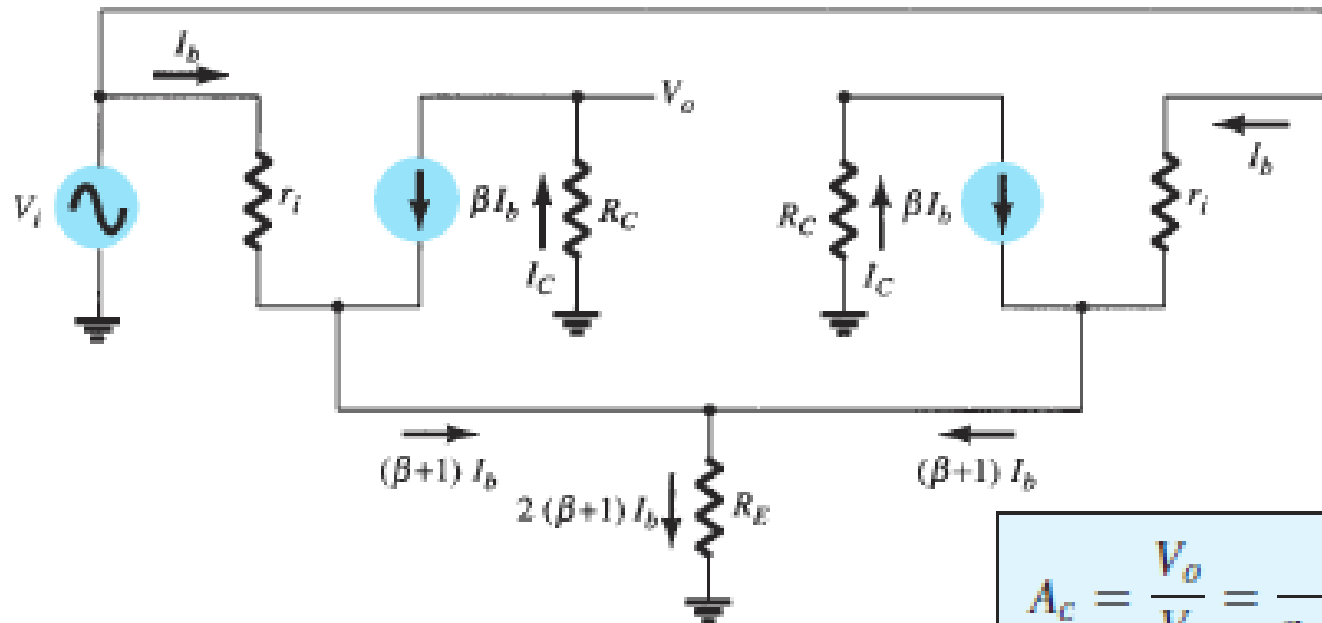 I_b
V_i
r_i
βI_b
R_C
I_C
V_o
R_C
I_C
βI_b
r_i
I_b
(β+1) I_b
(β+1) I_b
2 (β+1) I_b
R_E
A_c = V_o / V =